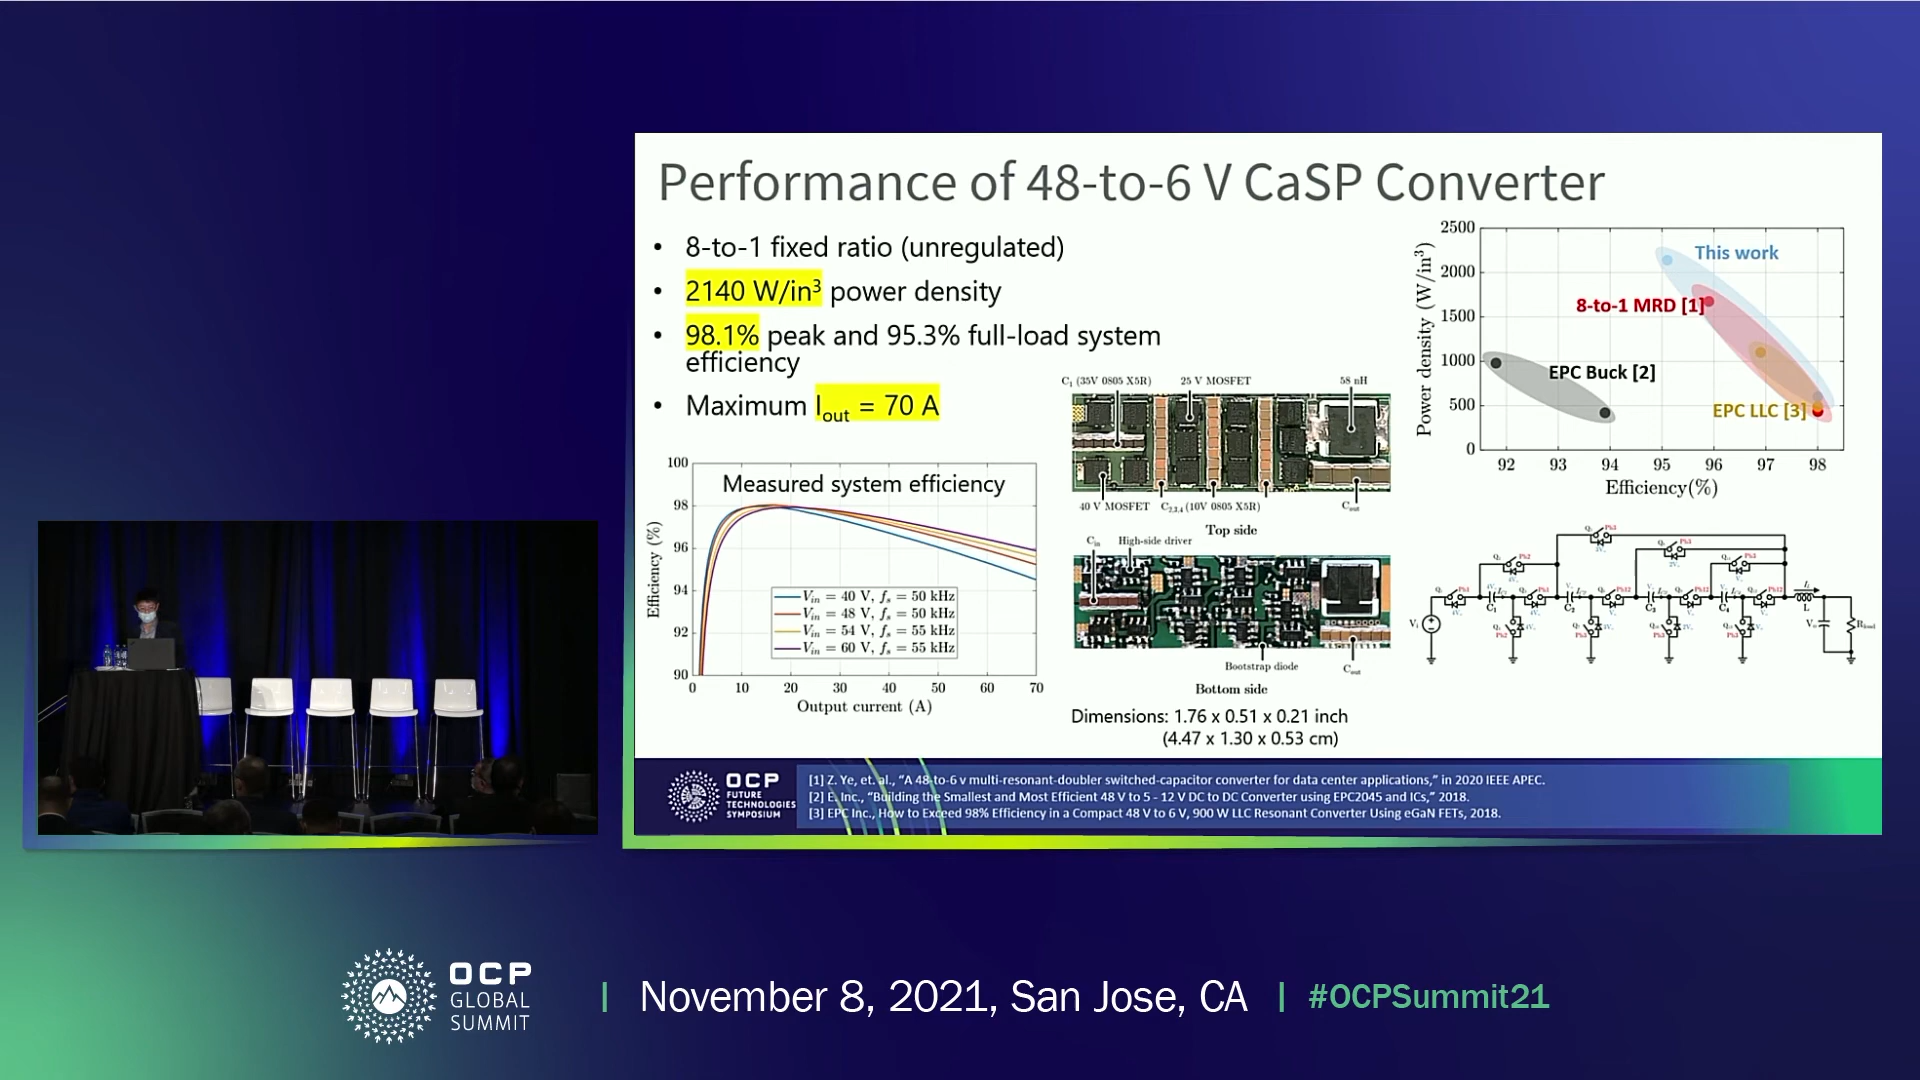 Performance of 48-to-6 V CaSP Converter
• 8-to-1 fixed ratio (unregulated)
• 2140 W/in³ power density
• 98.1% peak and 95.3% full-load system
efficiency
• Maximum Iout = 70 A
Measured system efficiency
Efficiency (%)
100
98
96
94
92
90
Vin = 40 V, fs = 50 kHz
Vin = 48 V, fs = 50 kHz
Vin = 54 V, fs = 55 kHz
Vin = 60 V, fs = 55 kHz
0 10 20 30 40 50 60 70
Output current (A)
C1 (35V 0805 X5R) 25 V MOSFET 58 nH
40 V MOSFET C2,3,4 (10V 0805 X5R) Cout
Top side
Cin High-side driver
Bootstrap diode Cout
Bottom side
Dimensions: 1.76 x 0.51 x 0.21 inch
(4.47 x 1.30 x 0.53 cm)
Power density (W/in³)
2500
2000
1500
1000
500
0
This work
8-to-1 MRD [1]
EPC Buck [2]
EPC LLC [3]
92 93 94 95 96 97 98
Efficiency(%)
C1 C2 C3 C4 L
OCP
FUTURE
TECHNOLOGIES
SYMPOSIUM
[1] Z. Ye, et. al., “A 48-to-6 v multi-resonant-doubler switched-capacitor converter for data center applications,” in 2020 IEEE APEC.
[2] E. Inc., “Building the Smallest and Most Efficient 48 V to 5 - 12 V DC to DC Converter using EPC2045 and ICs,” 2018.
[3] EPC Inc., How to Exceed 98% Efficiency in a Compact 48 V to 6 V, 900 W LLC Resonant Converter Using eGaN FETs, 2018.
OCP
GLOBAL
SUMMIT
| November 8, 2021, San Jose, CA | #OCPSummit21